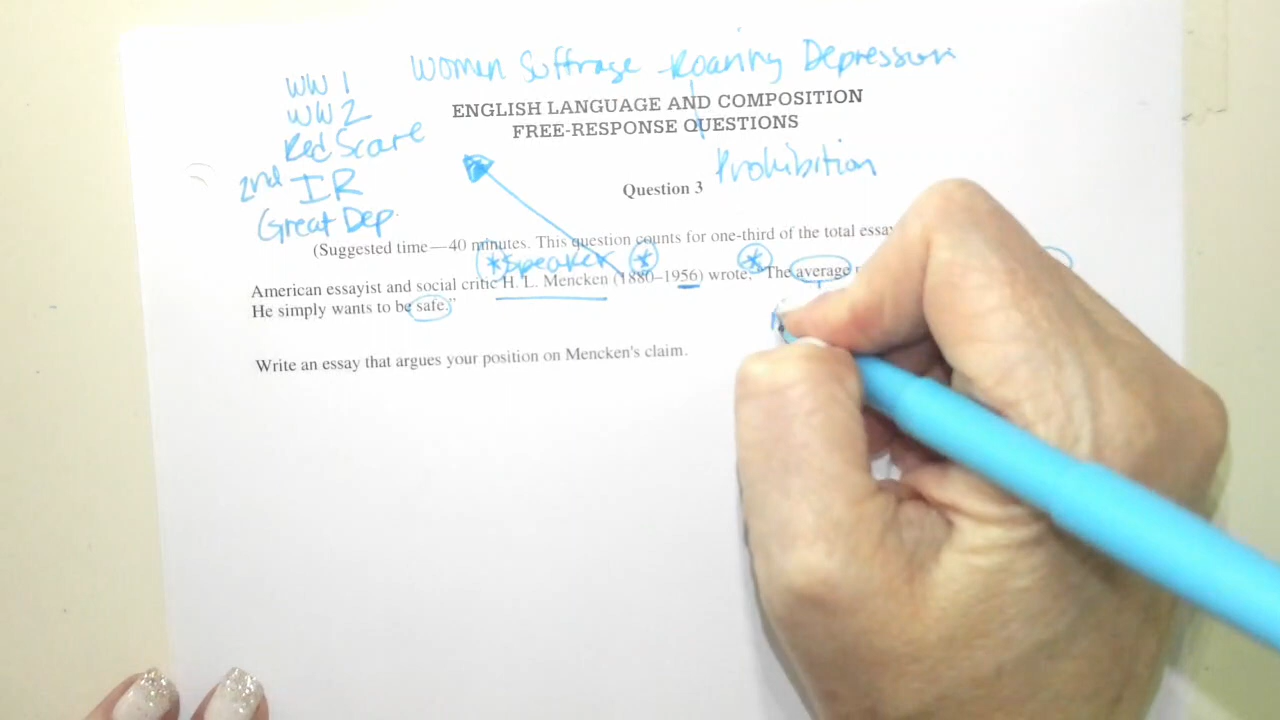 Women Suffrage Roaring Depression
WW 1
WW 2
Red Scare
2nd IR
Great Dep.
ENGLISH LANGUAGE AND COMPOSITION
FREE-RESPONSE QUESTIONS
Prohibition
Question 3
(Suggested time—40 minutes. This question counts for one-third of the total
*Speaker * *
American essayist and social critic H. L. Mencken (1880–1956) wrote, "The average
He simply wants to be safe."
Write an essay that argues your position on Mencken's claim.